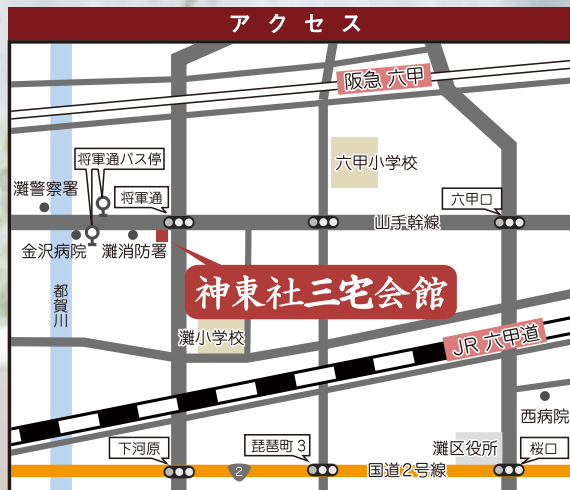 アクセス
阪急 六甲
将軍通バス停
六甲小学校
灘警察署
将軍通
六甲口
山手幹線
金沢病院
灘消防署
神東社三宅会館
都賀川
灘小学校
JR 六甲道
西病院
下河原
琵琶町3
灘区役所
桜口
2
国道2号線